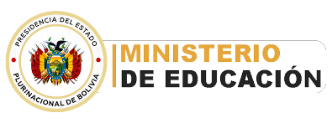 PRESIDENCIA DEL ESTADO
PLURINACIONAL DE BOLIVIA
MINISTERIO
DE EDUCACIÓN